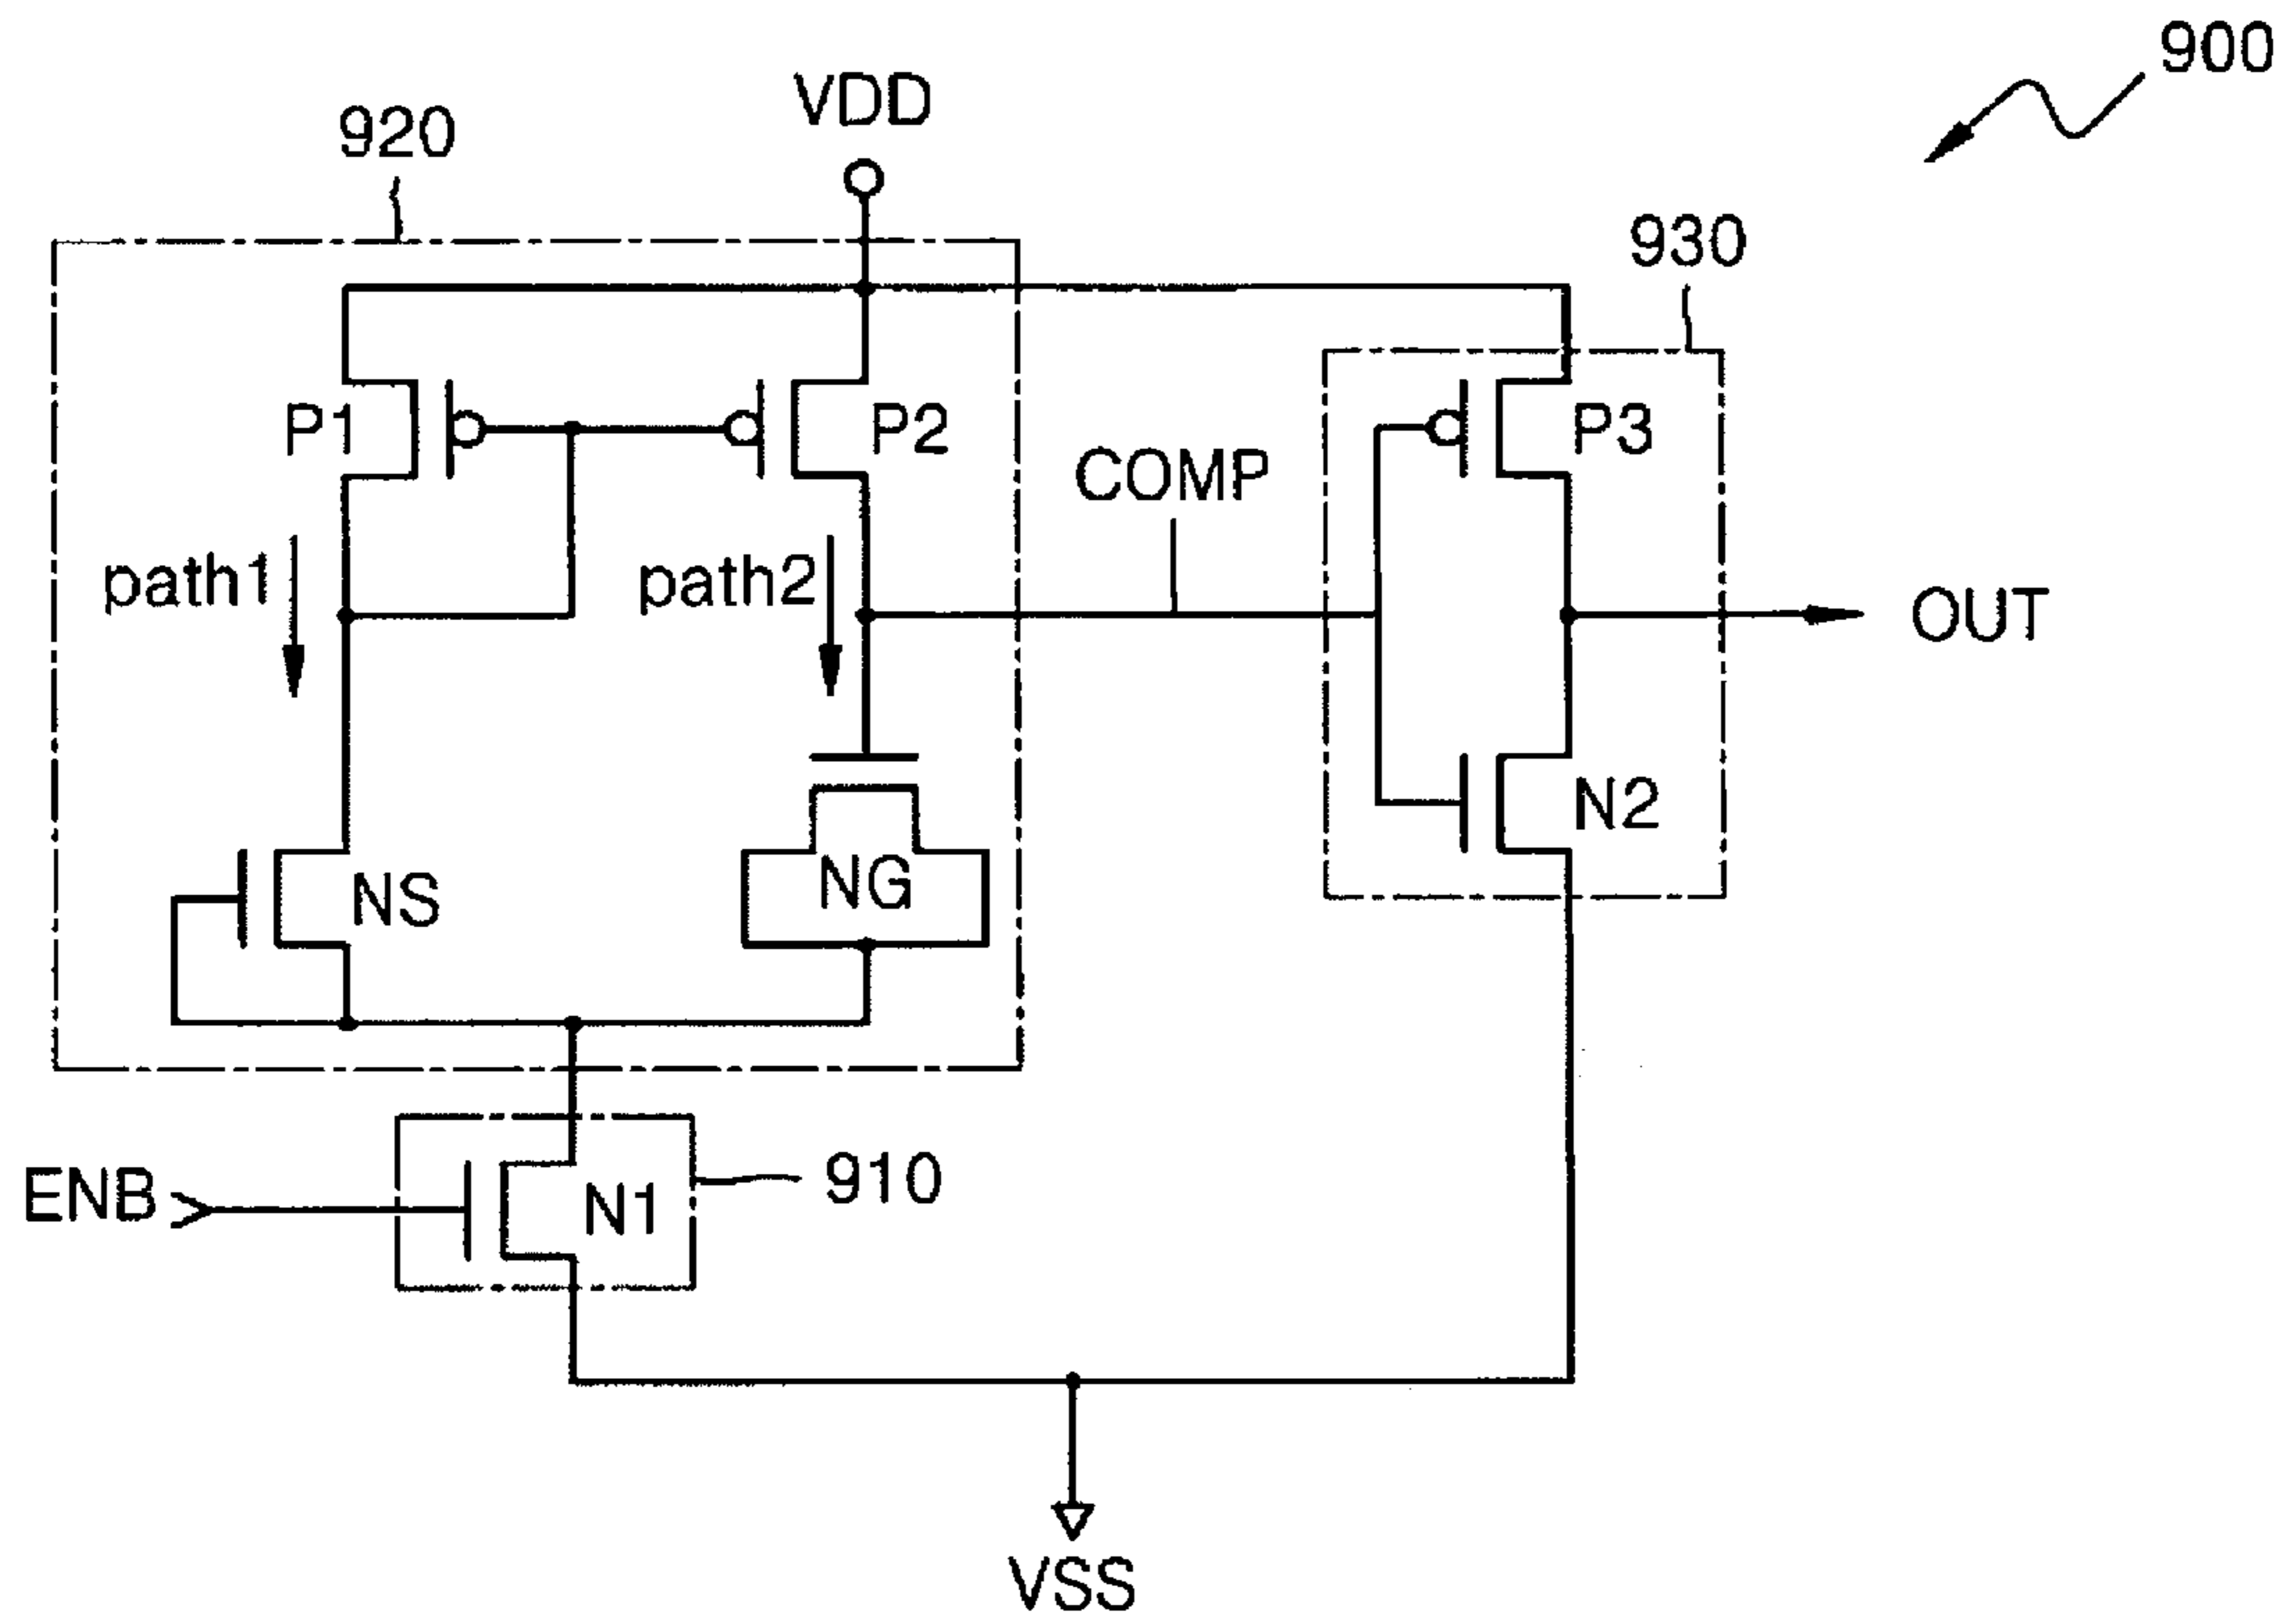 900
VDD
920
930
P1
P2
P3
COMP
path1
path2
OUT
N2
NS
NG
910
ENB
N1
VSS